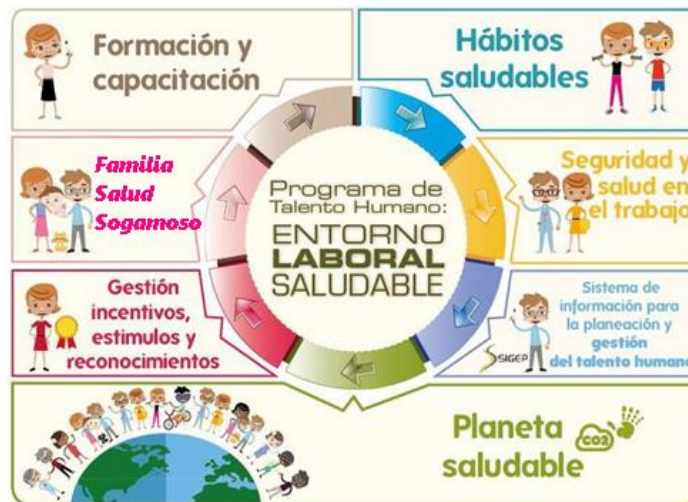 Formación y
capacitación
Hábitos
saludables
Familia
Salud
Sogamoso
Programa de
Talento Humano:
ENTORNO
LABORAL
SALUDABLE
Seguridad y
salud en
el trabajo
Gestión
incentivos,
estimulos y
reconocimientos
Sistema de
información para
la planeación y
gestión
del talento humano
SIGEP
Planeta
saludable
CO2